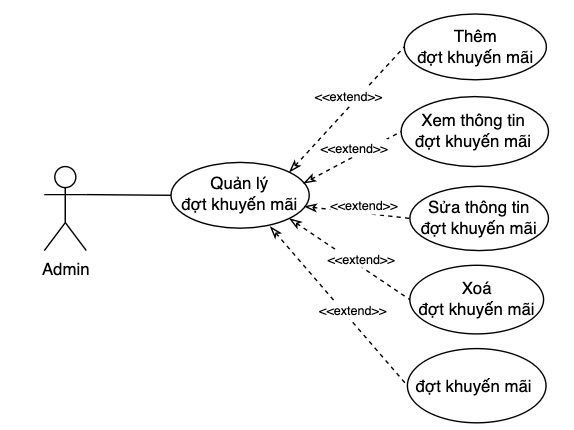 Thêm
đợt khuyến mãi
<<extend>>
Xem thông tin
đợt khuyến mãi
<<extend>>
Quản lý
đợt khuyến mãi
<<extend>>
Sửa thông tin
đợt khuyến mãi
Admin
<<extend>>
Xoá
đợt khuyến mãi
<<extend>>
đợt khuyến mãi